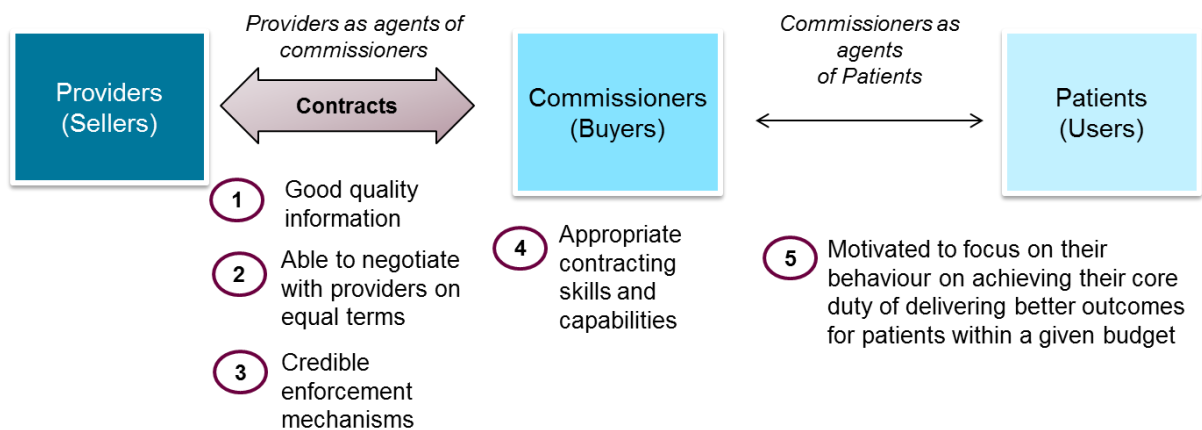 Providers as agents of
commissioners
Commissioners as
agents
of Patients
Providers
(Sellers)
Contracts
Commissioners
(Buyers)
Patients
(Users)
1
Good quality
information
2
Able to negotiate
with providers on
equal terms
3
Credible
enforcement
mechanisms
4
Appropriate
contracting
skills and
capabilities
5
Motivated to focus on their
behaviour on achieving their core
duty of delivering better outcomes
for patients within a given budget